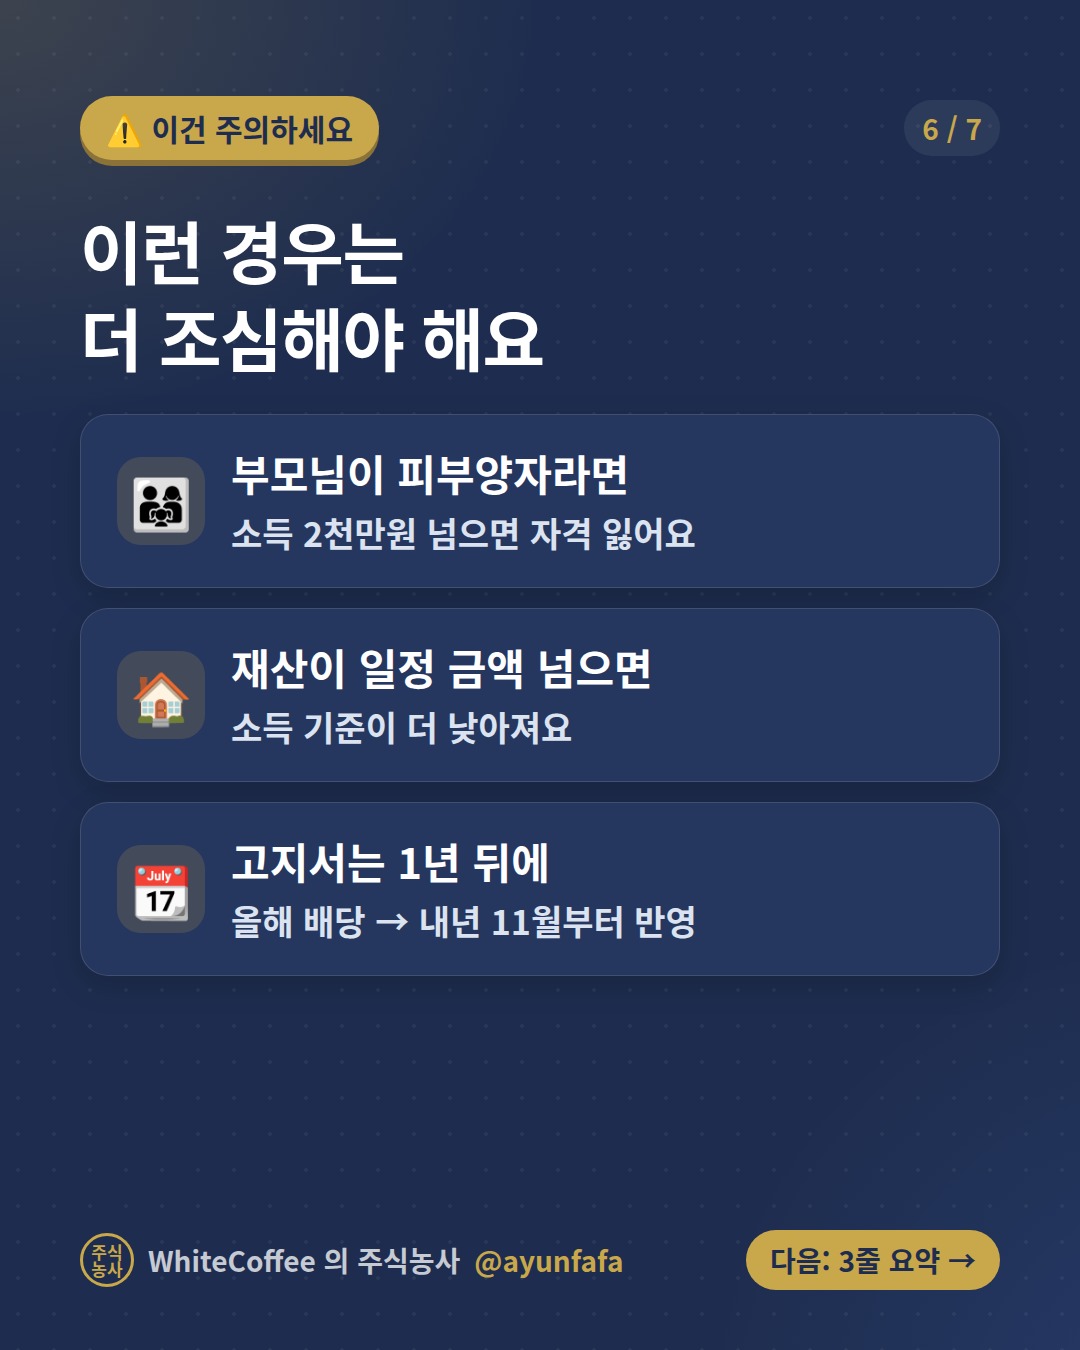 ⚠️ 이건 주의하세요
6 / 7
이런 경우는
더 조심해야 해요
부모님이 피부양자라면
소득 2천만원 넘으면 자격 잃어요
재산이 일정 금액 넘으면
소득 기준이 더 낮아져요
July
17
고지서는 1년 뒤에
올해 배당 → 내년 11월부터 반영
주식
농사
WhiteCoffee 의 주식농사 @ayunfafa
다음: 3줄 요약 →